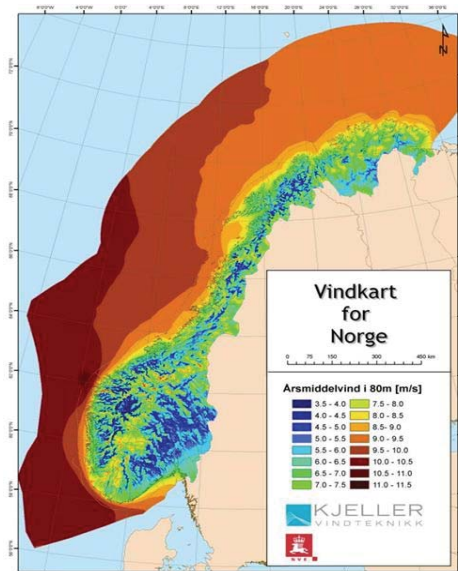 Vindkart
for
Norge
0 75 150 300 450 km
Årsmiddelvind i 80m [m/s]
3.5 - 4.0 7.5 - 8.0
4.0 - 4.5 8.0 - 8.5
4.5 - 5.0 8.5- 9.0
5.0 - 5.5 9.0 - 9.5
5.5 - 6.0 9.5 - 10.0
6.0 - 6.5 10.0 - 10.5
6.5 - 7.0 10.5 - 11.0
7.0 - 7.5 11.0 - 11.5
KJELLER
VINDTEKNIKK
NVE